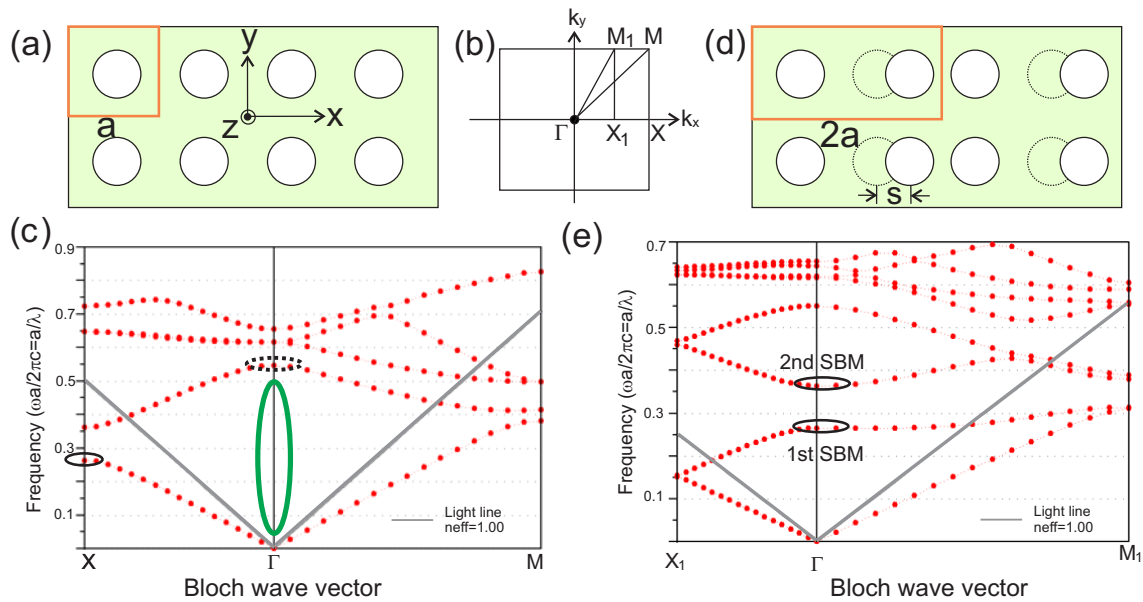 (a)
y
x
z
a
(b)
k_y
M₁ M
Γ
X₁ X
k_x
(d)
2a
s
(c)
0.9
0.7
0.5
0.3
0.1
Frequency (ωa/2πc=a/λ)
Light line
neff=1.00
X
Γ
M
Bloch wave vector
(e)
0.7
0.5
0.3
0.1
Frequency (ωa/2πc=a/λ)
2nd SBM
1st SBM
Light line
neff=1.00
X₁
Γ
M₁
Bloch wave vector